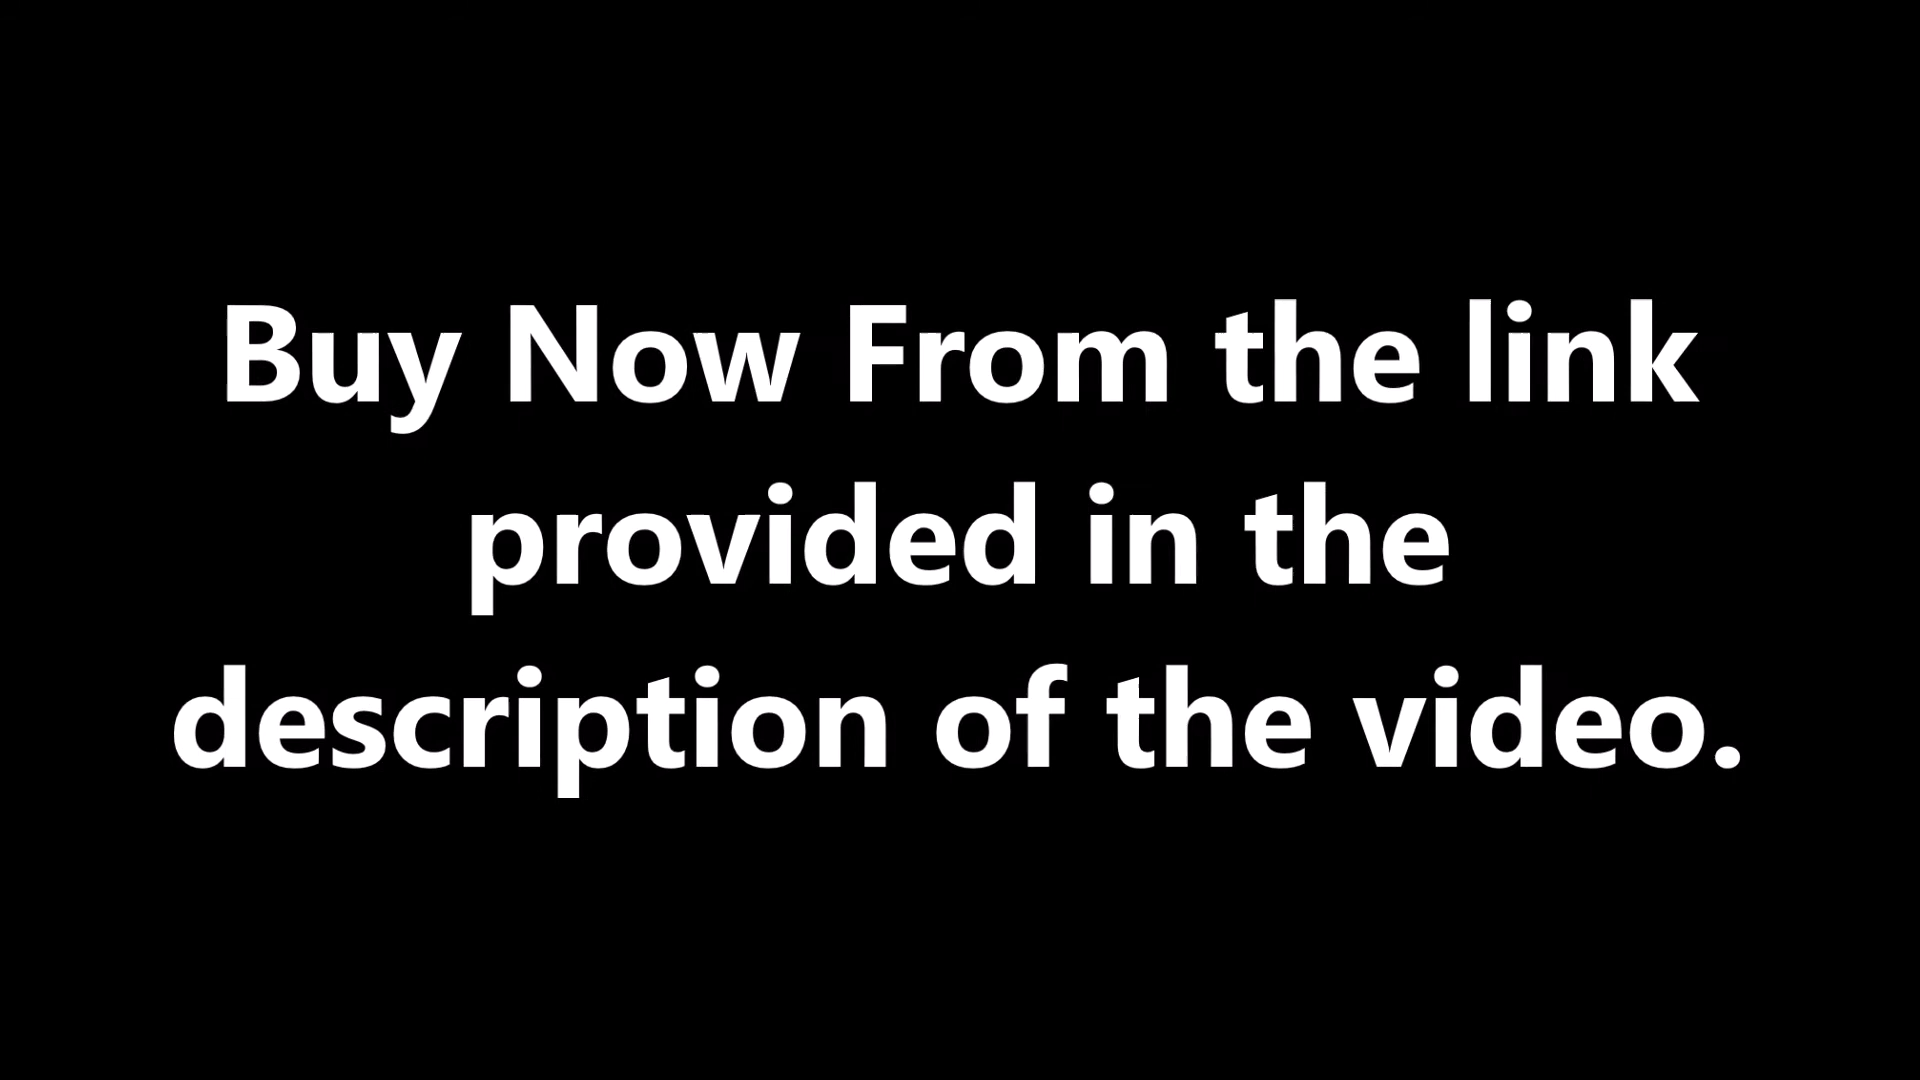 Buy Now From the link
provided in the
description of the video.